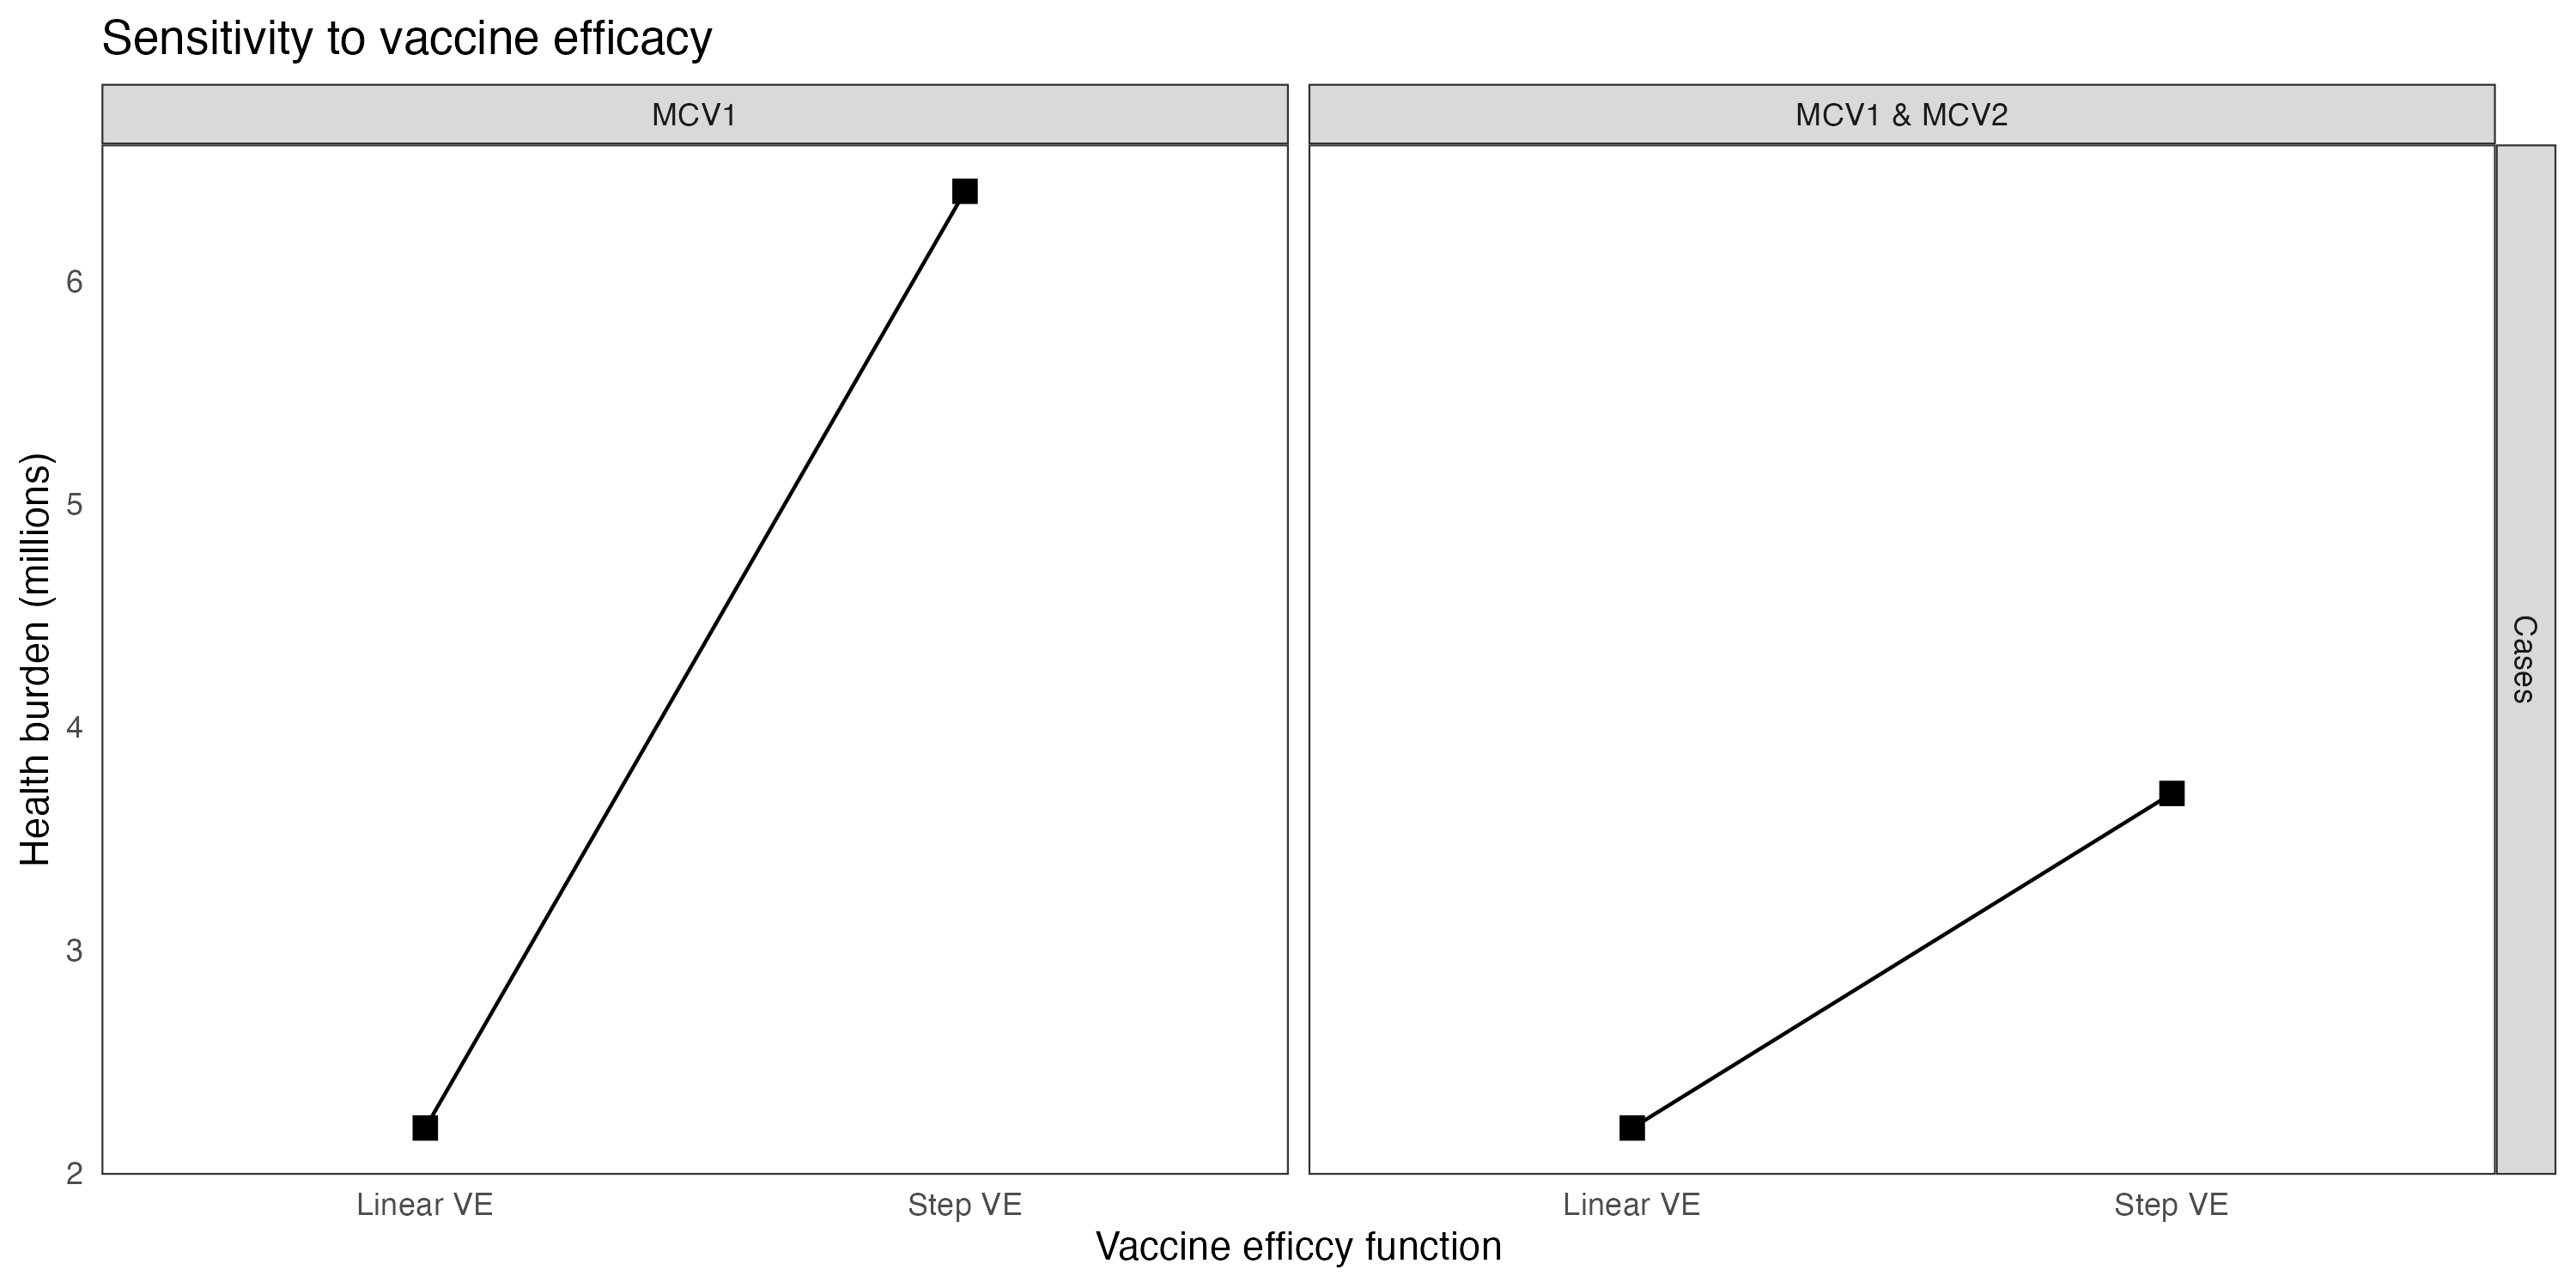 Sensitivity to vaccine efficacy
MCV1
MCV1 & MCV2
Health burden (millions)
6
5
4
3
2
Cases
Linear VE
Step VE
Linear VE
Step VE
Vaccine efficcy function